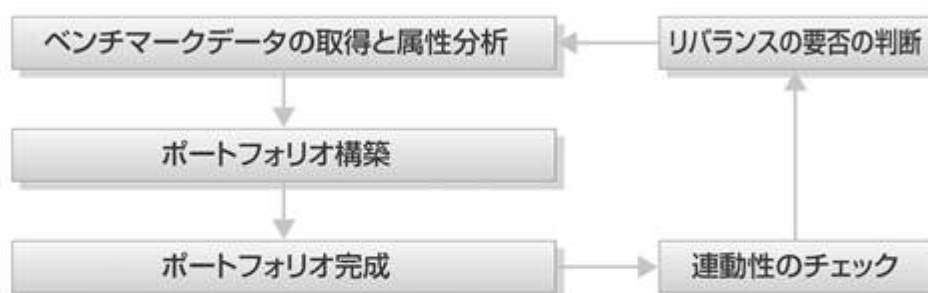 ベンチマークデータの取得と属性分析
リバランスの要否の判断
ポートフォリオ構築
ポートフォリオ完成
連動性のチェック